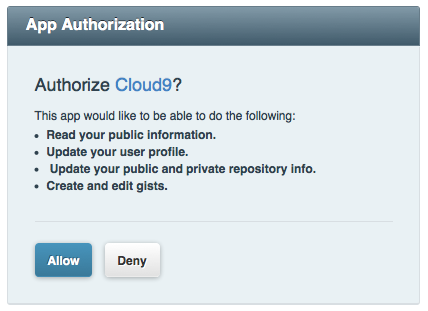 App Authorization
Authorize Cloud9?
This app would like to be able to do the following:
• Read your public information.
• Update your user profile.
• Update your public and private repository info.
• Create and edit gists.
Allow Deny